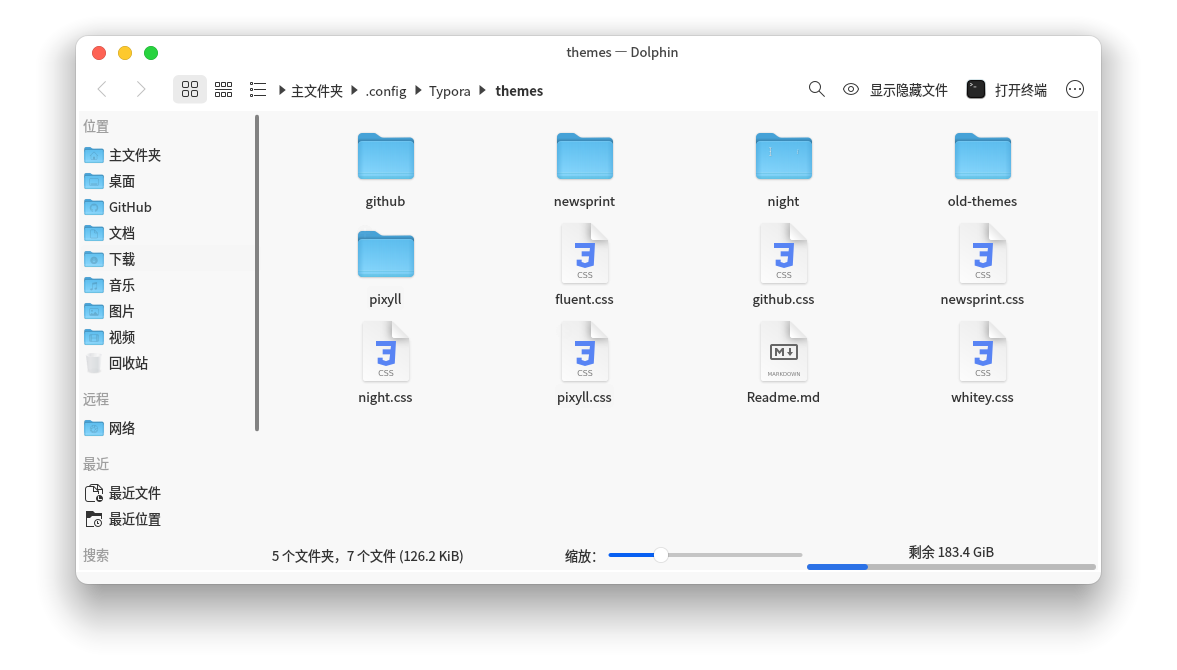 themes — Dolphin
主文件夹 .config Typora themes
显示隐藏文件 打开终端
位置
主文件夹
桌面
GitHub
文档
下载
音乐
图片
视频
回收站
远程
网络
最近
最近文件
最近位置
搜索
github newsprint night old-themes
CSS CSS CSS
pixyll fluent.css github.css newsprint.css
CSS CSS M MARKDOWN CSS
night.css pixyll.css Readme.md whitey.css
5 个文件夹，7 个文件 (126.2 KiB)
缩放：
剩余 183.4 GiB